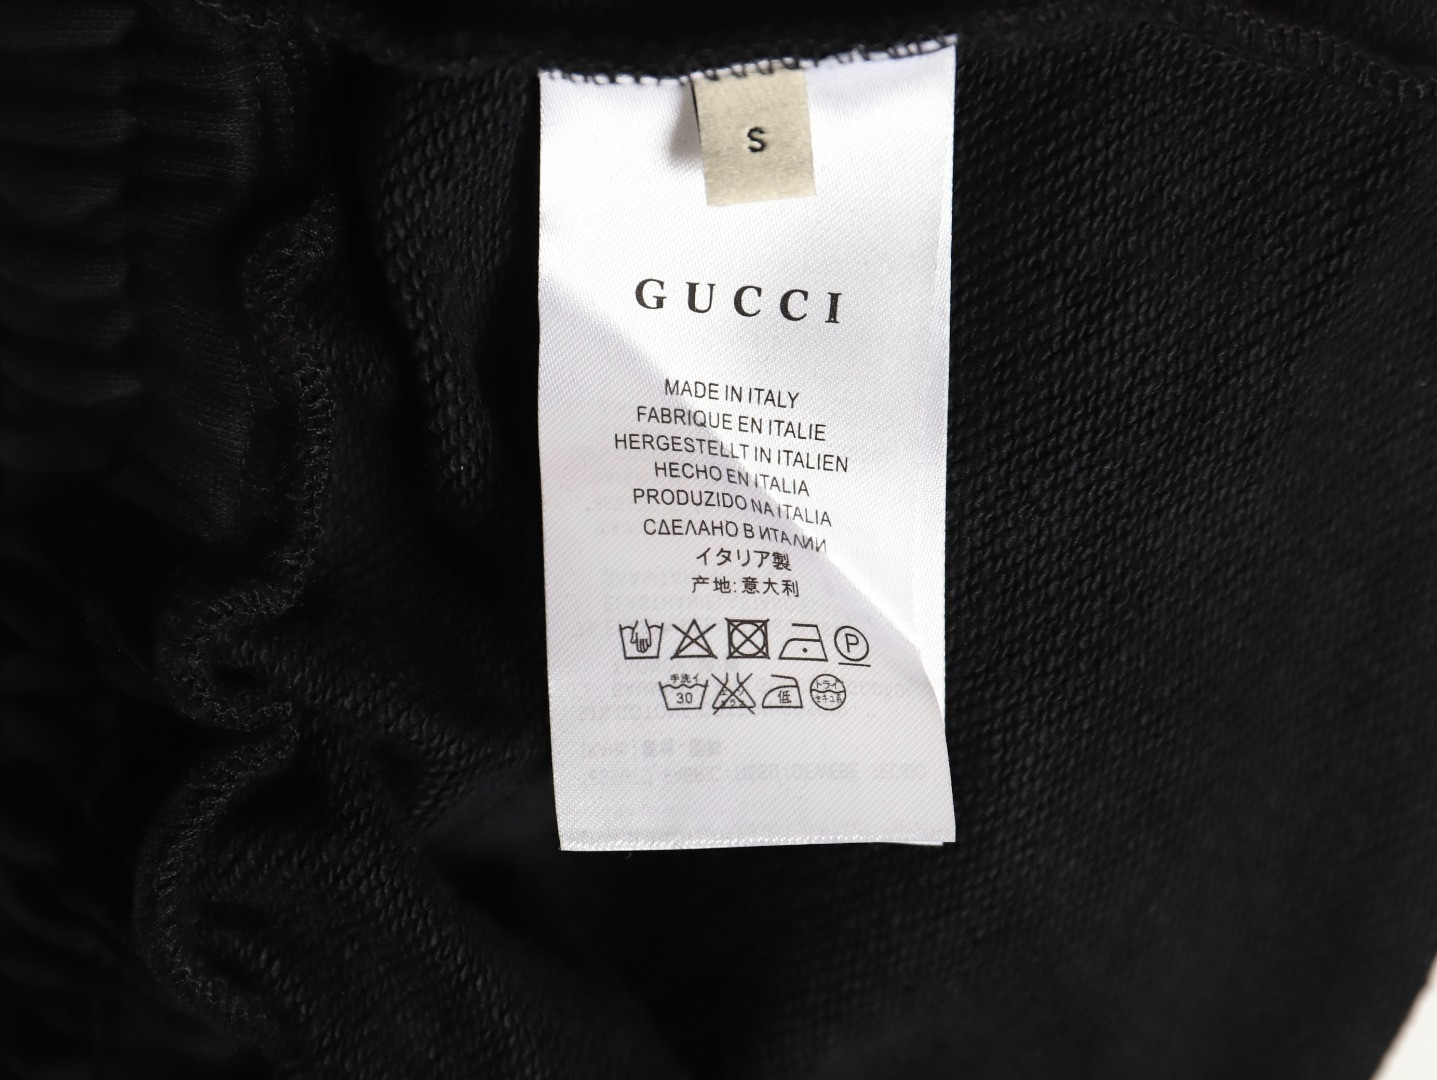 S
GUCCI
MADE IN ITALY
FABRIQUE EN ITALIE
HERGESTELLT IN ITALIEN
HECHO EN ITALIA
PRODUZIDO NA ITALIA
СДЕЛАНО В ИТАЛИИ
イタリア製
产地:意大利
P
手洗イ
30
低
ドライ